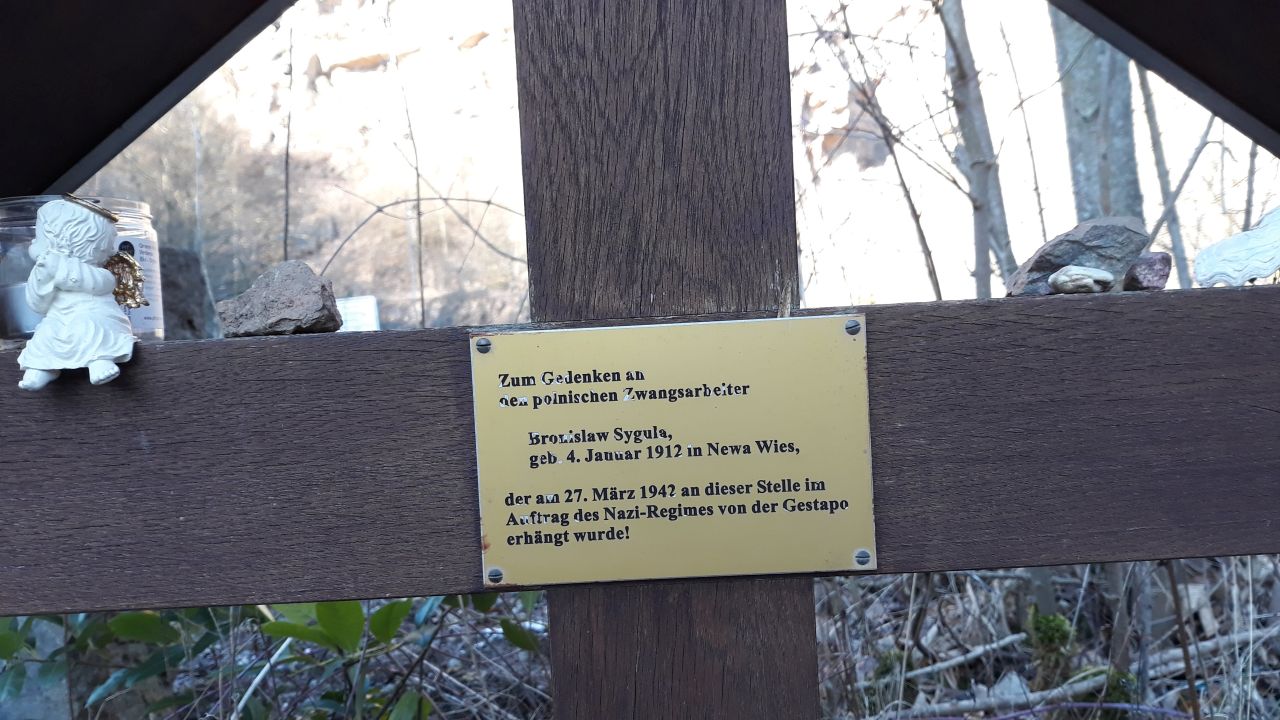 Zum Gedenken an
den polnischen Zwangsarbeiter
Bronislaw Sygula,
geb. 4. Januar 1912 in Newa Wies,
der am 27. März 1942 an dieser Stelle im
Auftrag des Nazi-Regimes von der Gestapo
erhängt wurde!